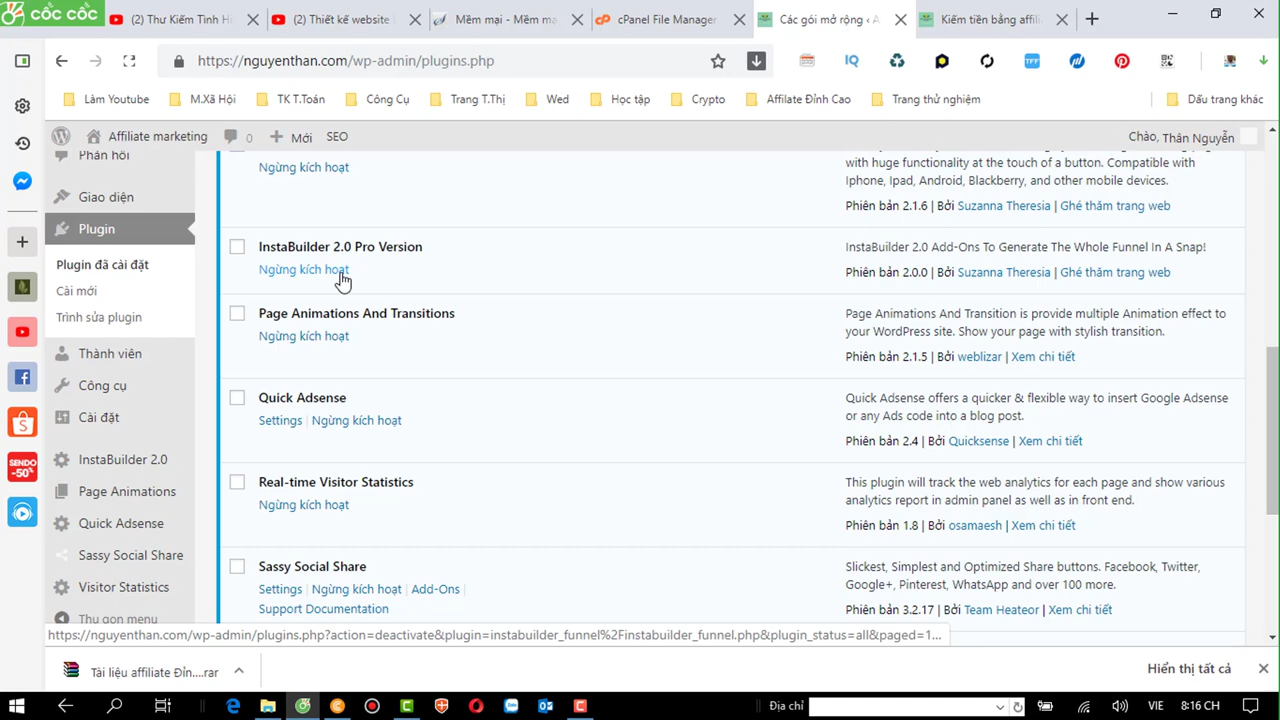 cốc cốc
(2) Thư Kiếm Tình H
(2) Thiết kế website
Mềm mại - Mềm mạ
cPanel File Manager
Các gói mở rộng ‹ A
Kiếm tiền bằng affili
https://nguyenthan.com/wp-admin/plugins.php
IQ
TFF
Làm Youtube
M.Xã Hội
TK T.Toán
Công Cụ
Trang T.Thị
Wed
Học tập
Crypto
Affilate Đỉnh Cao
Trang thử nghiệm
Dấu trang khác
Affiliate marketing
0
Mới
SEO
Chào, Thân Nguyễn
Phản hồi
Giao diện
Plugin
Plugin đã cài đặt
Cài mới
Trình sửa plugin
Thành viên
Công cụ
Cài đặt
InstaBuilder 2.0
Page Animations
Quick Adsense
Sassy Social Share
Visitor Statistics
Thu gọn menu
SENDO
-50%
Ngừng kích hoạt
with huge functionality at the touch of a button. Compatible with
Iphone, Ipad, Android, Blackberry, and other mobile devices.
Phiên bản 2.1.6 | Bởi Suzanna Theresia | Ghé thăm trang web
InstaBuilder 2.0 Pro Version
Ngừng kích hoạt
InstaBuilder 2.0 Add-Ons To Generate The Whole Funnel In A Snap!
Phiên bản 2.0.0 | Bởi Suzanna Theresia | Ghé thăm trang web
Page Animations And Transitions
Ngừng kích hoạt
Page Animations And Transition is provide multiple Animation effect to
your WordPress site. Show your page with stylish transition.
Phiên bản 2.1.5 | Bởi weblizar | Xem chi tiết
Quick Adsense
Settings | Ngừng kích hoạt
Quick Adsense offers a quicker & flexible way to insert Google Adsense
or any Ads code into a blog post.
Phiên bản 2.4 | Bởi Quicksense | Xem chi tiết
Real-time Visitor Statistics
Ngừng kích hoạt
This plugin will track the web analytics for each page and show various
analytics report in admin panel as well as in front end.
Phiên bản 1.8 | Bởi osamaesh | Xem chi tiết
Sassy Social Share
Settings | Ngừng kích hoạt | Add-Ons |
Support Documentation
Slickest, Simplest and Optimized Share buttons. Facebook, Twitter,
Google+, Pinterest, WhatsApp and over 100 more.
Phiên bản 3.2.17 | Bởi Team Heateor | Xem chi tiết
https://nguyenthan.com/wp-admin/plugins.php?action=deactivate&plugin=instabuilder_funnel%2Finstabuilder_funnel.php&plugin_status=all&paged=1...
Tài liệu affiliate Đỉn....rar
Hiển thị tất cả
Địa chỉ
VIE
8:16 CH